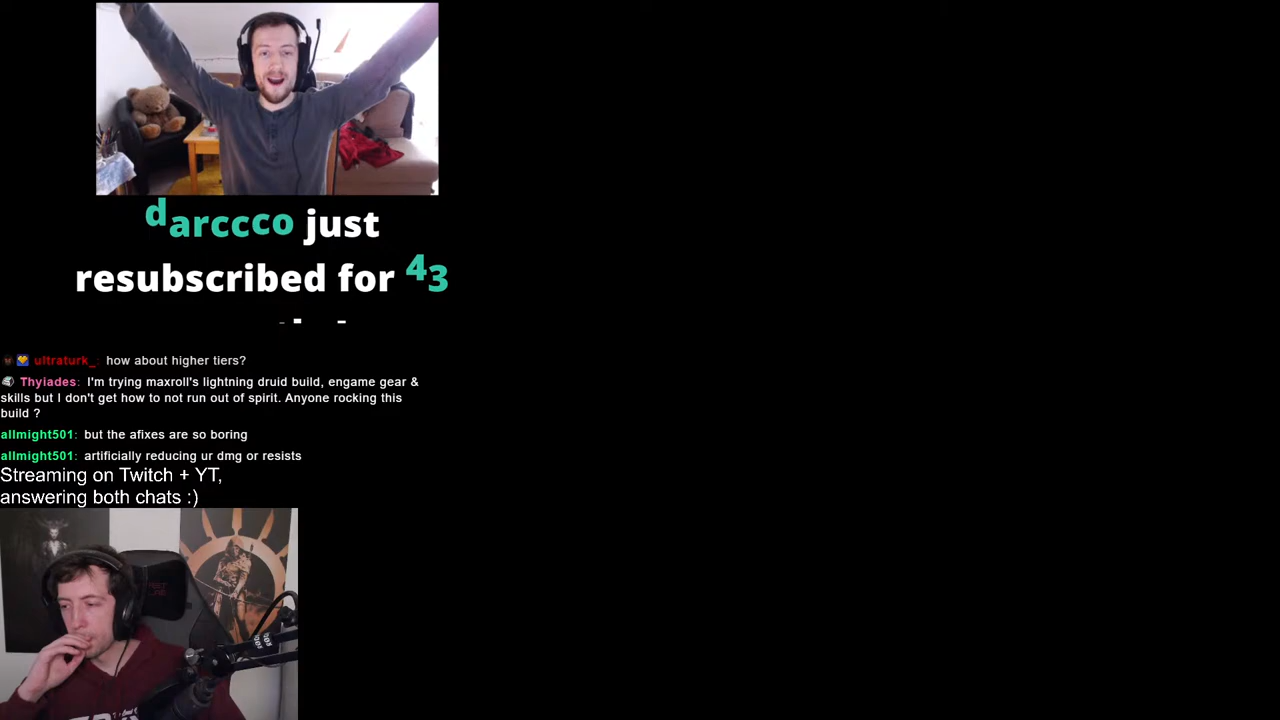 darccco just
resubscribed for 43
ultraturk_: how about higher tiers?
Thyiades: I'm trying maxroll's lightning druid build, engame gear &
skills but I don't get how to not run out of spirit. Anyone rocking this
build ?
allmight501: but the afixes are so boring
allmight501: artificially reducing ur dmg or resists
Streaming on Twitch + YT,
answering both chats :)